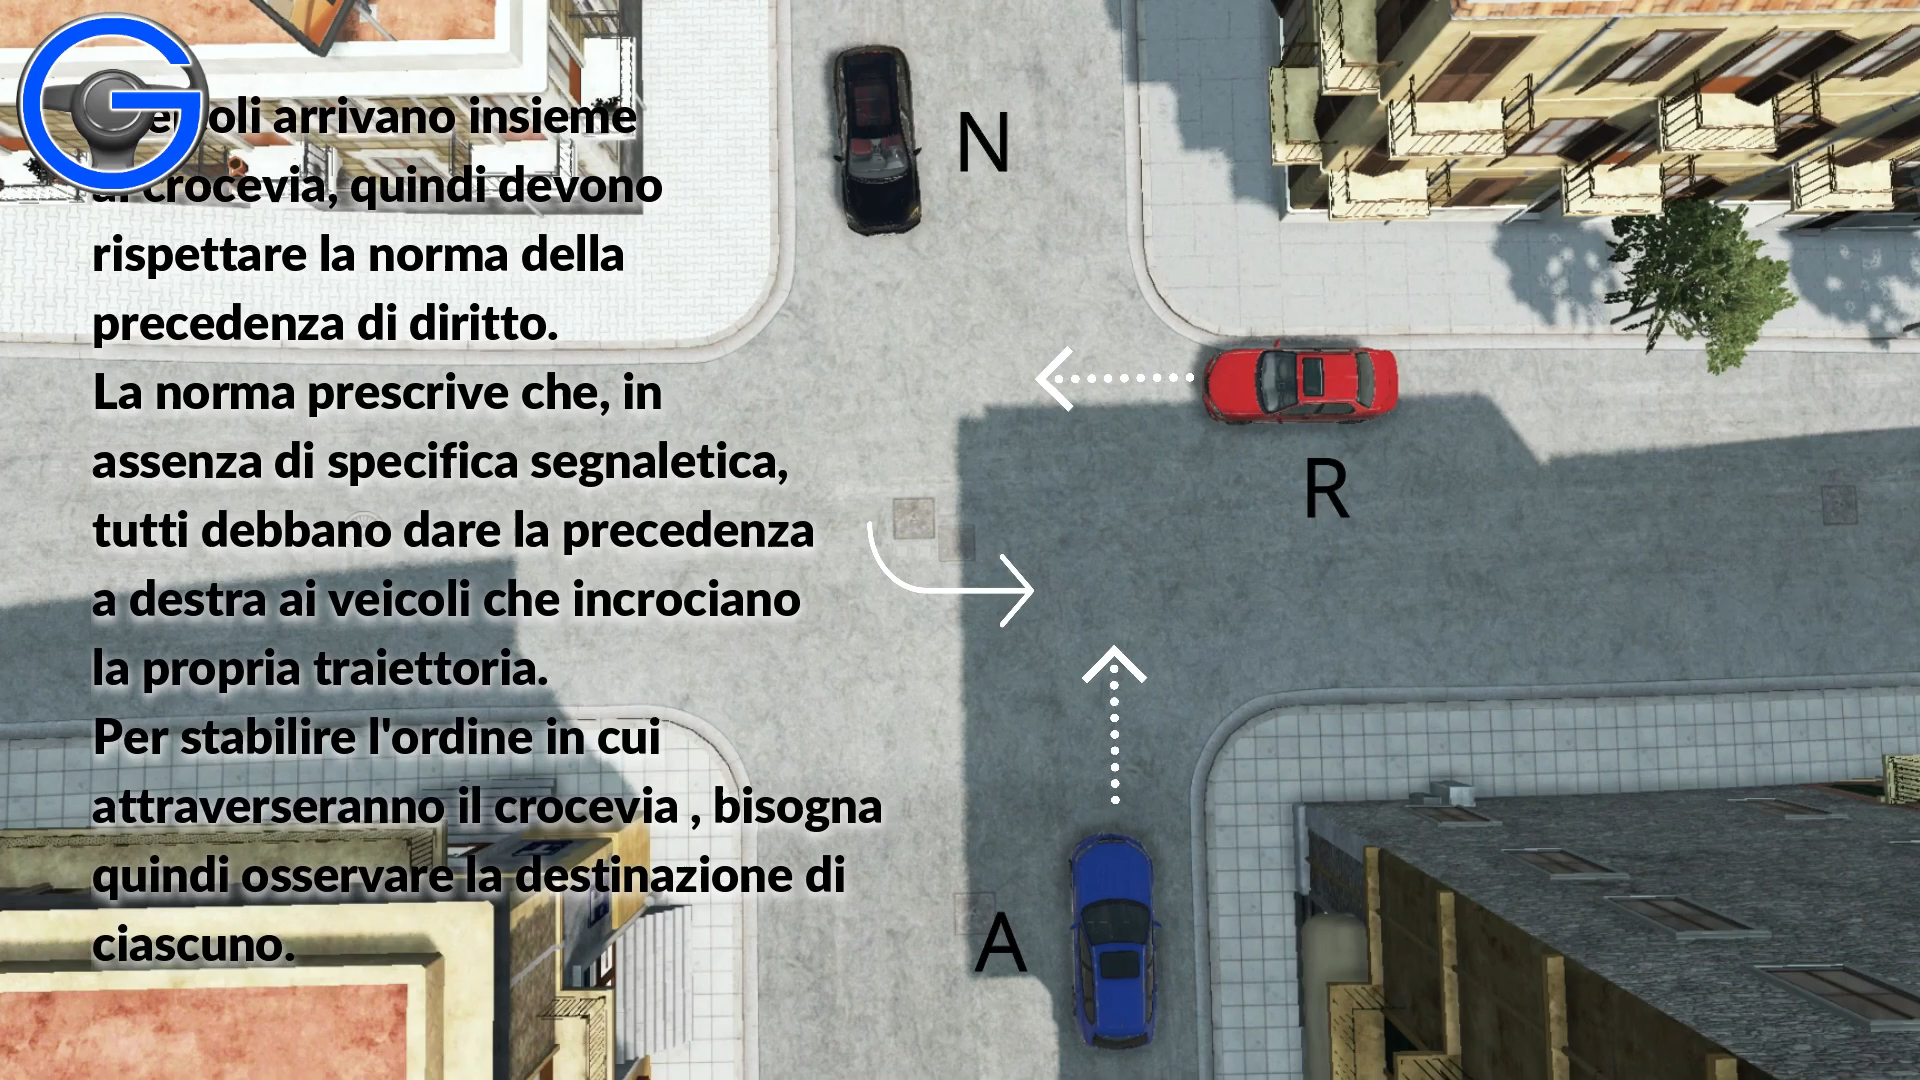 oli arrivano insieme
crocevia, quindi devono
rispettare la norma della
precedenza di diritto.
La norma prescrive che, in
assenza di specifica segnaletica,
tutti debbano dare la precedenza
a destra ai veicoli che incrociano
la propria traiettoria.
Per stabilire l'ordine in cui
attraverseranno il crocevia , bisogna
quindi osservare la destinazione di
ciascuno.
N
R
A
G